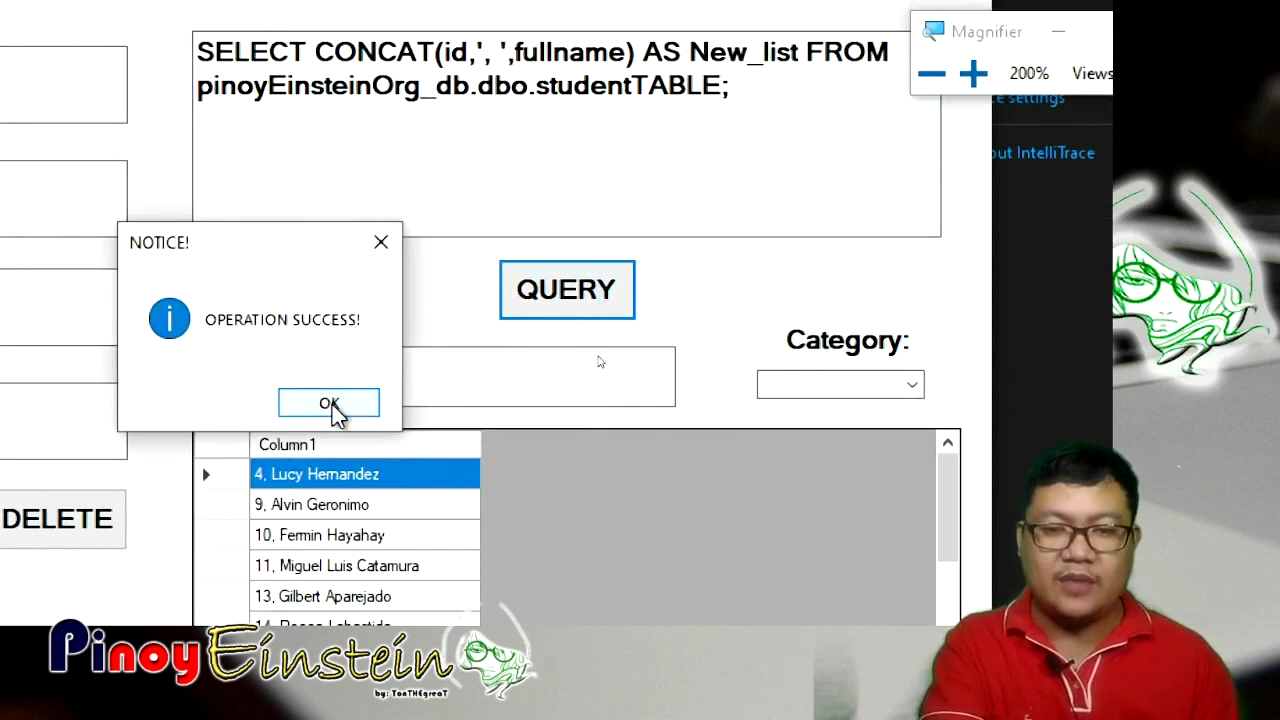 SELECT CONCAT(id,', ',fullname) AS New_list FROM
pinoyEinsteinOrg_db.dbo.studentTABLE;
Magnifier
200%
Views
ce settings
out IntelliTrace
NOTICE!
OPERATION SUCCESS!
OK
QUERY
Category:
DELETE
Column1
4, Lucy Hernandez
9, Alvin Geronimo
10, Fermin Hayahay
11, Miguel Luis Catamura
13, Gilbert Aparejado
PinoyEinstein
by: TonTHEgreaT